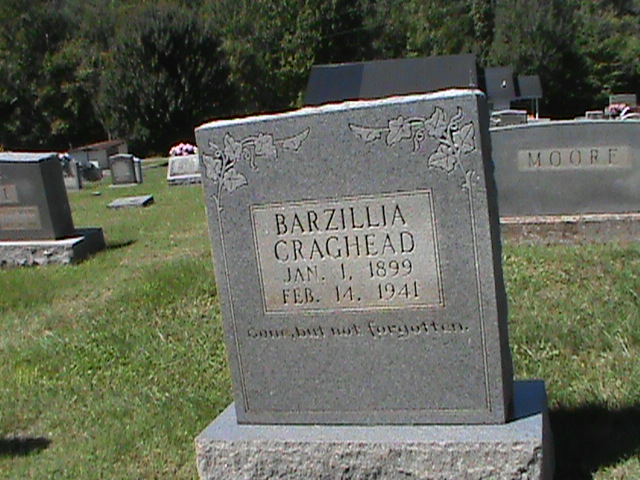 BARZILLIA
CRAGHEAD
JAN. 1, 1899
FEB. 14, 1941
Gone, but not forgotten.
MOORE